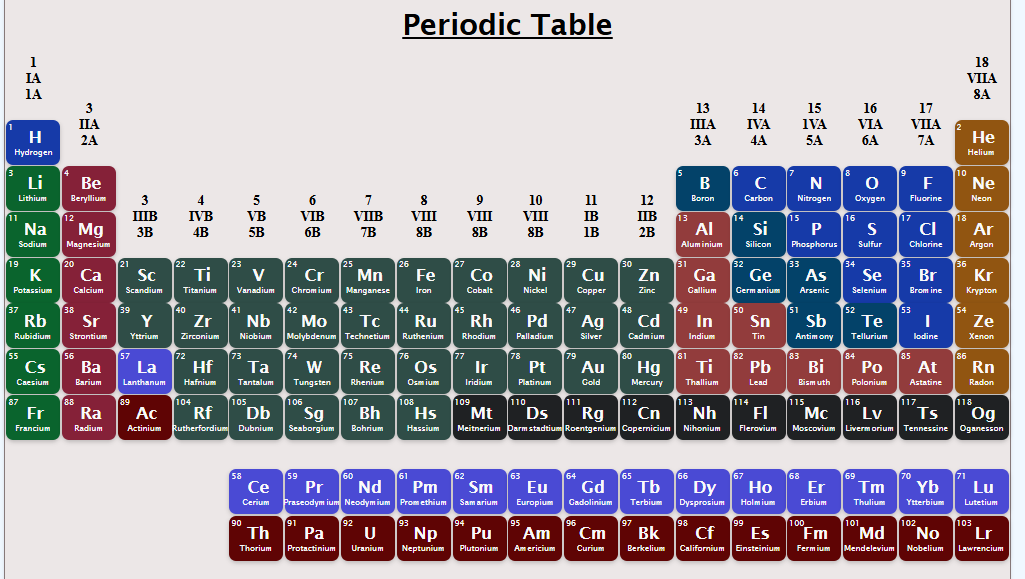 Periodic Table
1
IA
1A
18
VIIA
8A
3
IIA
2A
13 14 15 16 17
IIIA IVA 1VA VIA VIIA
3A 4A 5A 6A 7A
1 2
H He
Hydrogen Helium
3 4 5 6 7 8 9 10
Li Be B C N O F Ne
Lithium Beryllium Boron Carbon Nitrogen Oxygen Fluorine Neon
3 4 5 6 7 8 9 10 11 12
IIIB IVB VB VIB VIIB VIII VIII VIII IB IIB
3B 4B 5B 6B 7B 8B 8B 8B 1B 2B
11 12 13 14 15 16 17 18
Na Mg Al Si P S Cl Ar
Sodium Magnesium Aluminium Silicon Phosphorus Sulfur Chlorine Argon
19 20 21 22 23 24 25 26 27 28 29 30 31 32 33 34 35 36
K Ca Sc Ti V Cr Mn Fe Co Ni Cu Zn Ga Ge As Se Br Kr
Potassium Calcium Scandium Titanium Vanadium Chromium Manganese Iron Cobalt Nickel Copper Zinc Gallium Germanium Arsenic Selenium Bromine Krypton
37 38 39 40 41 42 43 44 45 46 47 48 49 50 51 52 53 54
Rb Sr Y Zr Nb Mo Tc Ru Rh Pd Ag Cd In Sn Sb Te I Ze
Rubidium Strontium Yttrium Zirconium Niobium Molybdenum Technetium Ruthenium Rhodium Palladium Silver Cadmium Indium Tin Antimony Tellurium Iodine Xenon
55 56 57 72 73 74 75 76 77 78 79 80 81 82 83 84 85 86
Cs Ba La Hf Ta W Re Os Ir Pt Au Hg Ti Pb Bi Po At Rn
Caesium Barium Lanthanum Hafnium Tantalum Tungsten Rhenium Osmium Iridium Platinum Gold Mercury Thallium Lead Bismuth Polonium Astatine Radon
87 88 89 104 105 106 107 108 109 110 111 112 113 114 115 116 117 118
Fr Ra Ac Rf Db Sg Bh Hs Mt Ds Rg Cn Nh Fl Mc Lv Ts Og
Francium Radium Actinium Rutherfordium Dubnium Seaborgium Bohrium Hassium Meitnerium Darmstadtium Roentgenium Copernicium Nihonium Flerovium Moscovium Livermorium Tennessine Oganesson
58 59 60 61 62 63 64 65 66 67 68 69 70 71
Ce Pr Nd Pm Sm Eu Gd Tb Dy Ho Er Tm Yb Lu
Cerium Praseodymium Neodymium Promethium Samarium Europium Gadolinium Terbium Dysprosium Holmium Erbium Thulium Ytterbium Lutetium
90 91 92 93 94 95 96 97 98 99 100 101 102 103
Th Pa U Np Pu Am Cm Bk Cf Es Fm Md No Lr
Thorium Protactinium Uranium Neptunium Plutonium Americium Curium Berkelium Californium Einsteinium Fermium Mendelevium Nobelium Lawrencium